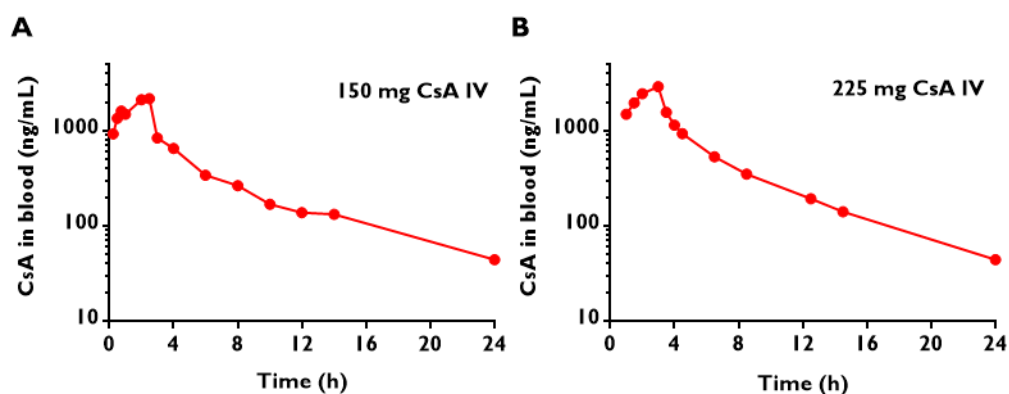 A
CsA in blood (ng/mL)
150 mg CsA IV
1000
100
10
0 4 8 12 16 20 24
Time (h)
B
CsA in blood (ng/mL)
225 mg CsA IV
1000
100
10
0 4 8 12 16 20 24
Time (h)